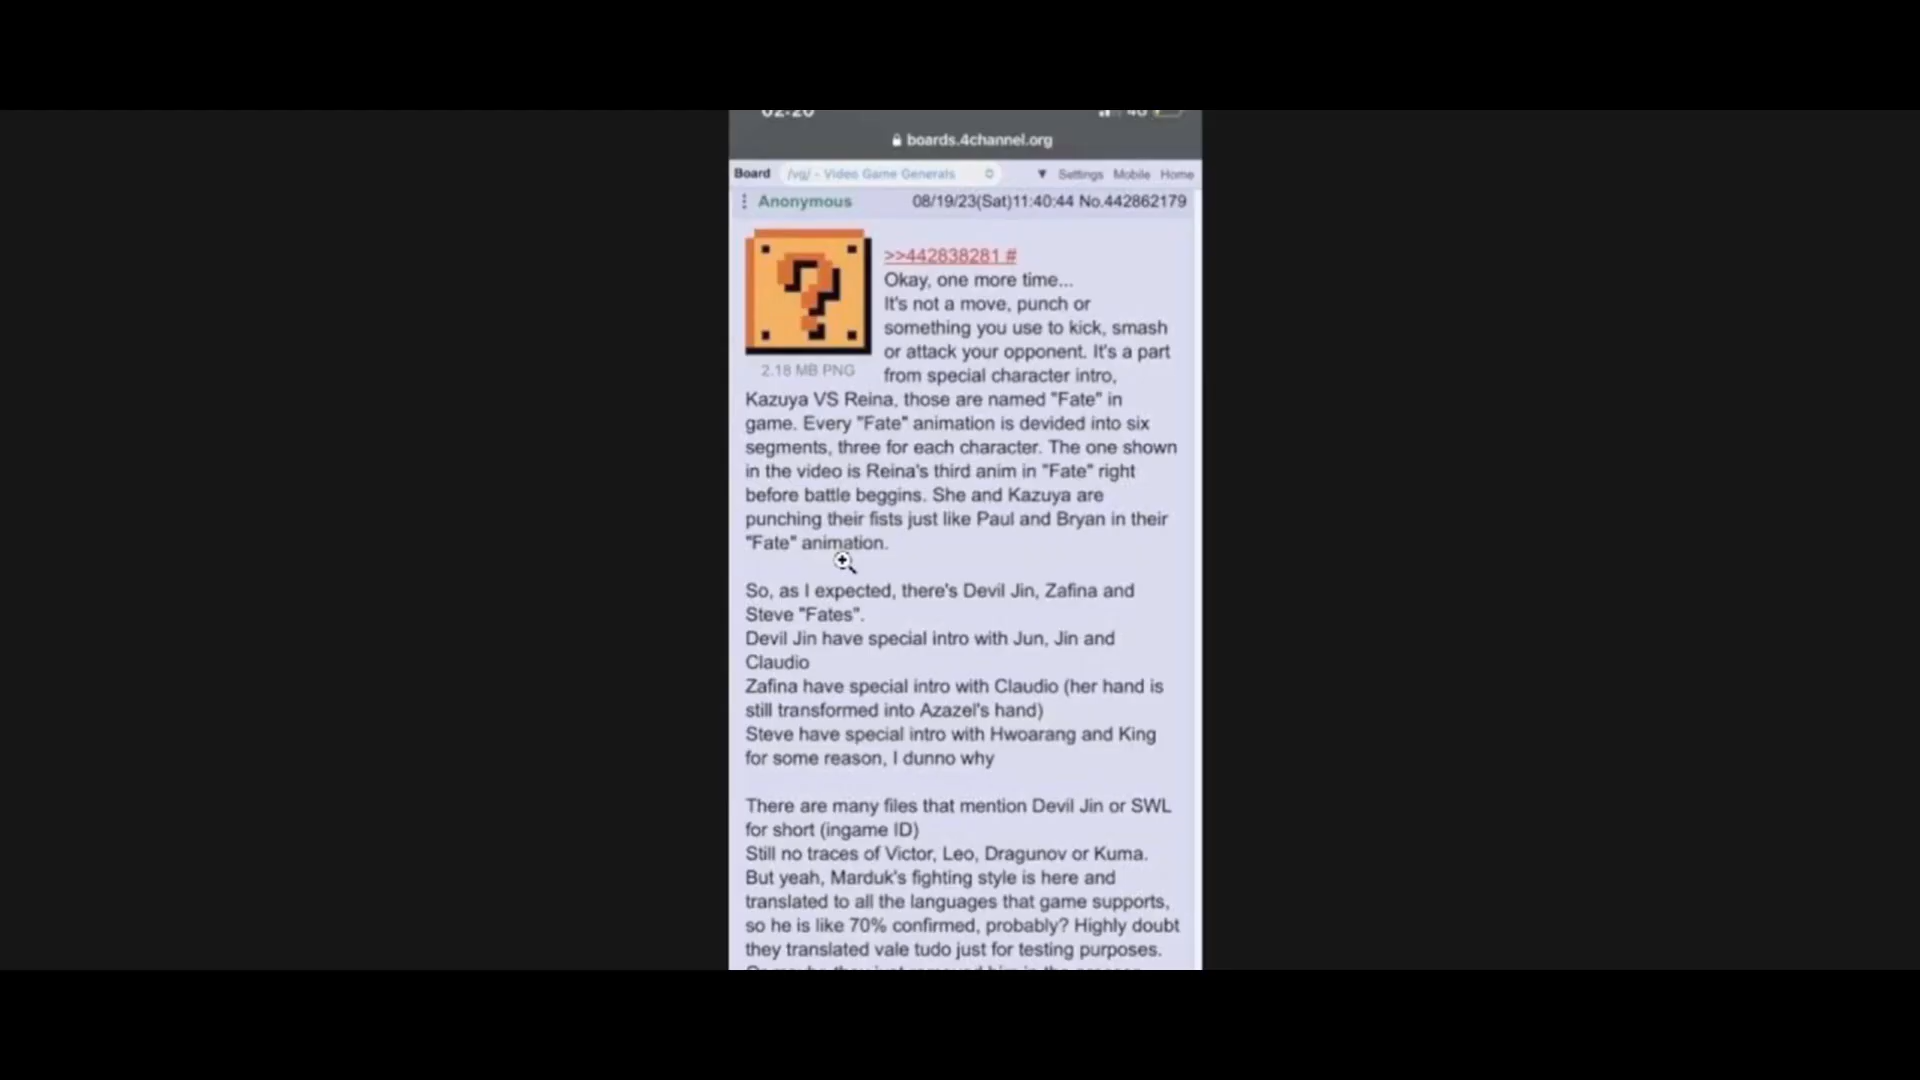 02:20
4G
boards.4channel.org
Board /vg/ - Video Game Generals ▼ Settings Mobile Home
Anonymous 08/19/23(Sat)11:40:44 No.442862179
>>442838281 #
Okay, one more time...
It's not a move, punch or
something you use to kick, smash
or attack your opponent. It's a part
from special character intro,
2.18 MB PNG
Kazuya VS Reina, those are named "Fate" in
game. Every "Fate" animation is devided into six
segments, three for each character. The one shown
in the video is Reina's third anim in "Fate" right
before battle beggins. She and Kazuya are
punching their fists just like Paul and Bryan in their
"Fate" animation.
So, as I expected, there's Devil Jin, Zafina and
Steve "Fates".
Devil Jin have special intro with Jun, Jin and
Claudio
Zafina have special intro with Claudio (her hand is
still transformed into Azazel's hand)
Steve have special intro with Hwoarang and King
for some reason, I dunno why
There are many files that mention Devil Jin or SWL
for short (ingame ID)
Still no traces of Victor, Leo, Dragunov or Kuma.
But yeah, Marduk's fighting style is here and
translated to all the languages that game supports,
so he is like 70% confirmed, probably? Highly doubt
they translated vale tudo just for testing purposes.